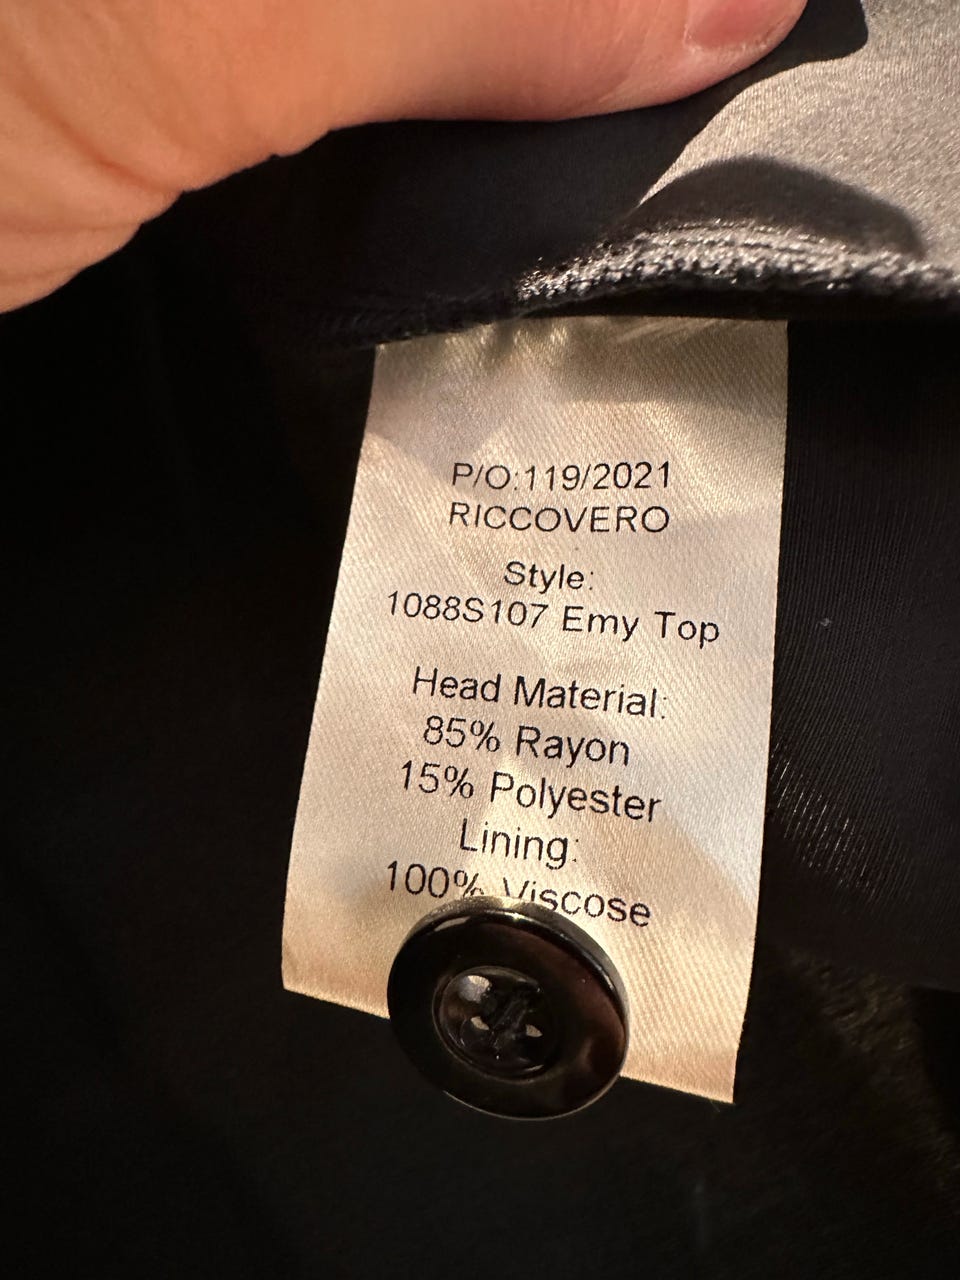 P/O:119/2021
RICCOVERO
Style:
1088S107 Emy Top
Head Material:
85% Rayon
15% Polyester
Lining:
100% Viscose